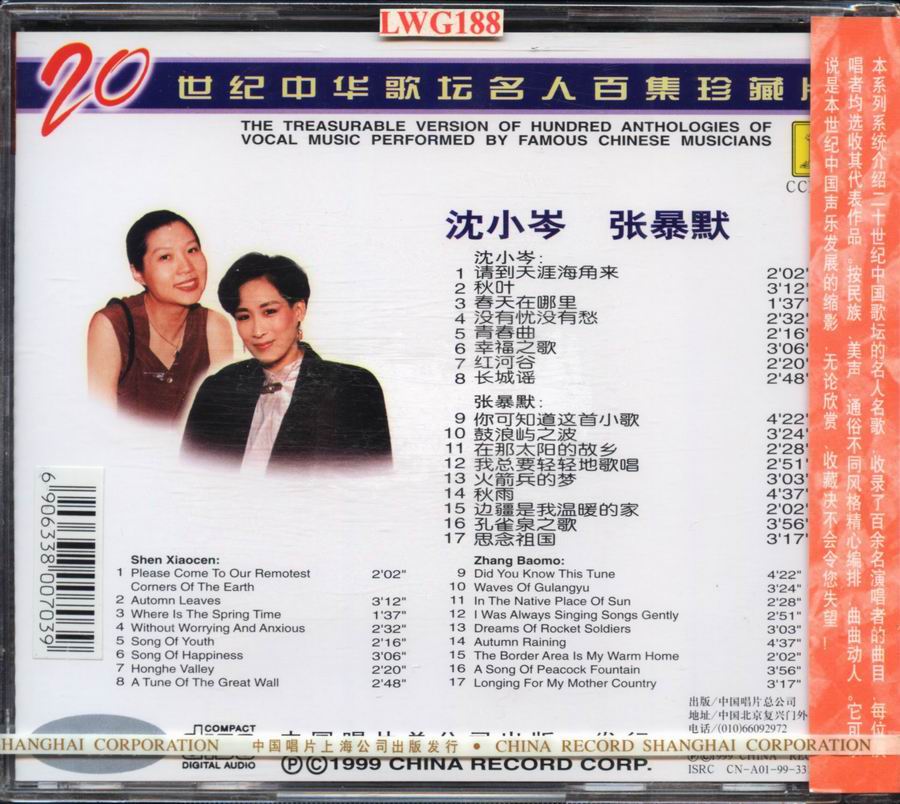 LWG188
20
世纪中华歌坛名人百集珍藏
THE TREASURABLE VERSION OF HUNDRED ANTHOLOGIES OF
VOCAL MUSIC PERFORMED BY FAMOUS CHINESE MUSICIANS
沈小岑 张暴默
沈小岑:
1 请到天涯海角来 2'02"
2 秋叶 3'12"
3 春天在哪里 1'37"
4 没有忧没有愁 2'32"
5 青春曲 2'16"
6 幸福之歌 3'06"
7 红河谷 2'20"
8 长城谣 2'48"
张暴默:
9 你可知道这首小歌 4'22"
10 鼓浪屿之波 3'24"
11 在那太阳的故乡 2'28"
12 我总要轻轻地歌唱 2'51"
13 火箭兵的梦 3'03"
14 秋雨 4'37"
15 边疆是我温暖的家 2'02"
16 孔雀泉之歌 3'56"
17 思念祖国 3'17"
Shen Xiaocen:
1 Please Come To Our Remotest 2'02"
Corners Of The Earth
2 Autumn Leaves 3'12"
3 Where Is The Spring Time 1'37"
4 Without Worrying And Anxious 2'32"
5 Song Of Youth 2'16"
6 Song Of Happiness 3'06"
7 Honghe Valley 2'20"
8 A Tune Of The Great Wall 2'48"
Zhang Baomo:
9 Did You Know This Tune 4'22"
10 Waves Of Gulangyu 3'24"
11 In The Native Place Of Sun 2'28"
12 I Was Always Singing Songs Gently 2'51"
13 Dreams Of Rocket Soldiers 3'03"
14 Autumn Raining 4'37"
15 The Border Area Is My Warm Home 2'02"
16 A Song Of Peacock Fountain 3'56"
17 Longing For My Mother Country 3'17"
6906338007039
出版/中国唱片总公司
地址/中国北京复兴门外
电话/(010)66092972
COMPACT
DIGITAL AUDIO
SHANGHAI CORPORATION 中国唱片上海公司出版发行 • CHINA RECORD SHANGHAI CORPORATION
Ⓟ©1999 CHINA RECORD CORP.
ISRC CN-A01-99-33
本系列系统介绍二十世纪中国歌坛的名人名歌,收录了百余名演唱者的曲目,每位
唱者均选收其代表作品。按民族、美声、通俗不同风格精心编排,曲曲动人。它可
说是本世纪中国声乐发展的缩影,无论欣赏、收藏决不会令您失望!